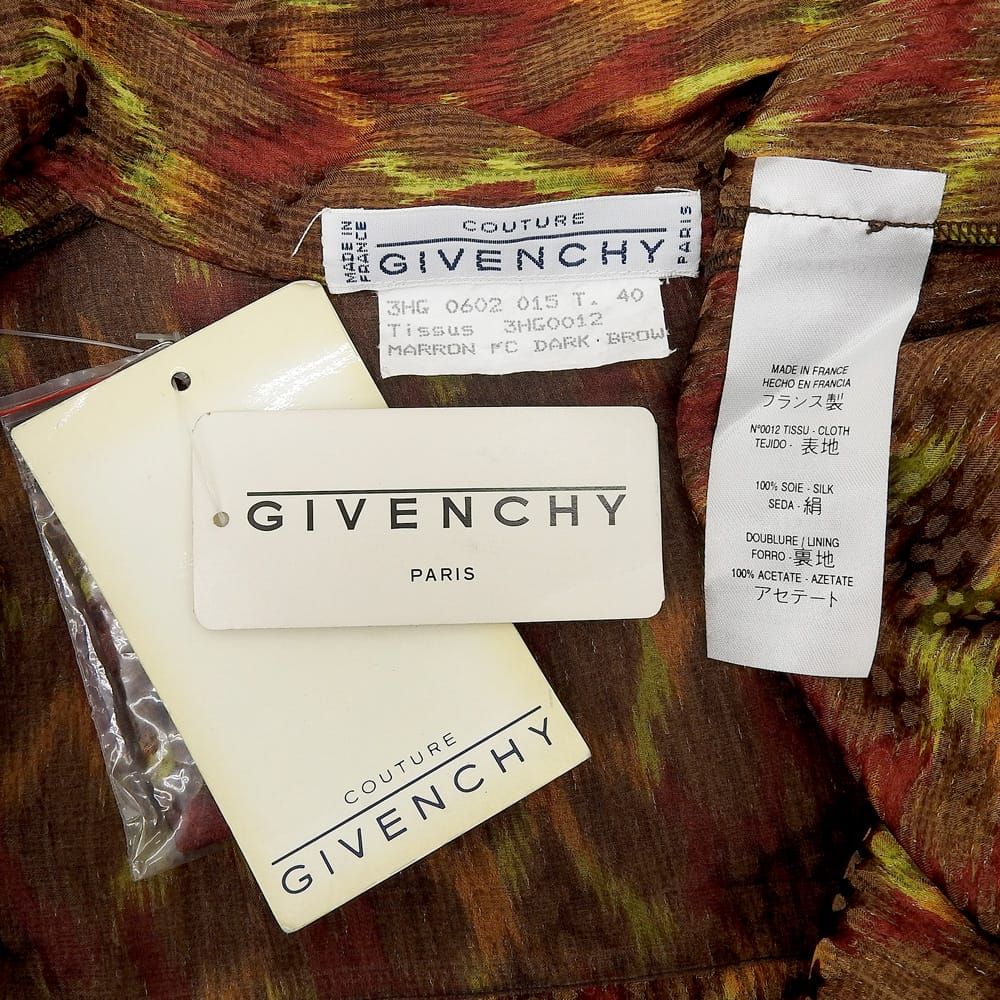 COUTURE
MADE IN
FRANCE
GIVENCHY
PARIS
3HG 0602 015 T. 40
Tissus 3HG0012
MARRON FC DARK BROW
MADE IN FRANCE
HECHO EN FRANCIA
フランス製
N°0012 TISSU - CLOTH
TEJIDO - 表地
100% SOIE - SILK
SEDA - 絹
DOUBLURE / LINING
FORRO - 裏地
100% ACETATE - AZETATE
アセテート
GIVENCHY
PARIS
COUTURE
GIVENCHY